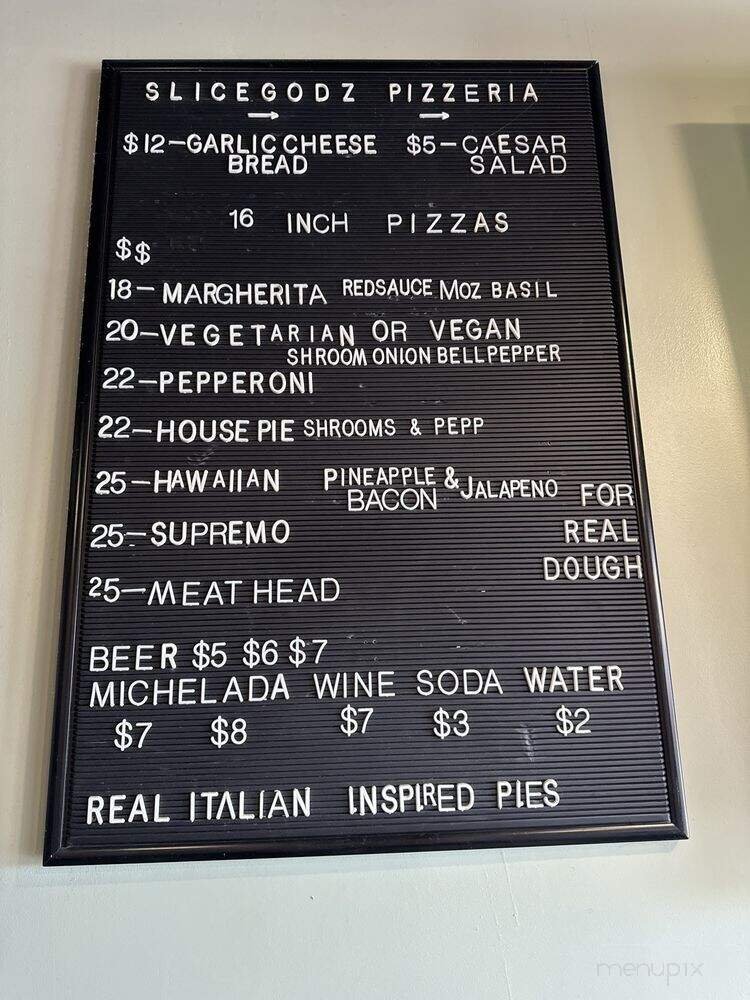 SLICEGODZ PIZZERIA
→ →
$12—GARLIC CHEESE BREAD
$5—CAESAR SALAD
16 INCH PIZZAS
$$
18—MARGHERITA REDSAUCE MOZ BASIL
20—VEGETARIAN OR VEGAN
SHROOM ONION BELLPEPPER
22—PEPPERONI
22—HOUSE PIE SHROOMS & PEPP
25—HAWAIIAN PINEAPPLE & JALAPENO
BACON
FOR
25—SUPREMO REAL
DOUGH
25—MEAT HEAD
BEER $5 $6 $7
MICHELADA WINE SODA WATER
$7 $8 $7 $3 $2
REAL ITALIAN INSPIRED PIES
menupix